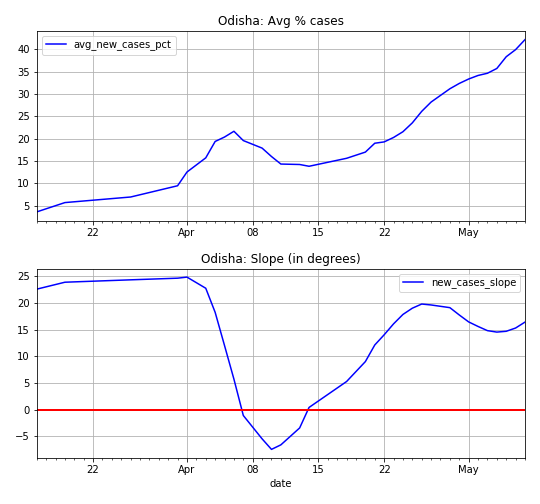 Odisha: Avg % cases
avg_new_cases_pct
40
35
30
25
20
15
10
5
22 Apr 08 15 22 May
Odisha: Slope (in degrees)
new_cases_slope
25
20
15
10
5
0
−5
22 Apr 08 15 22 May
date